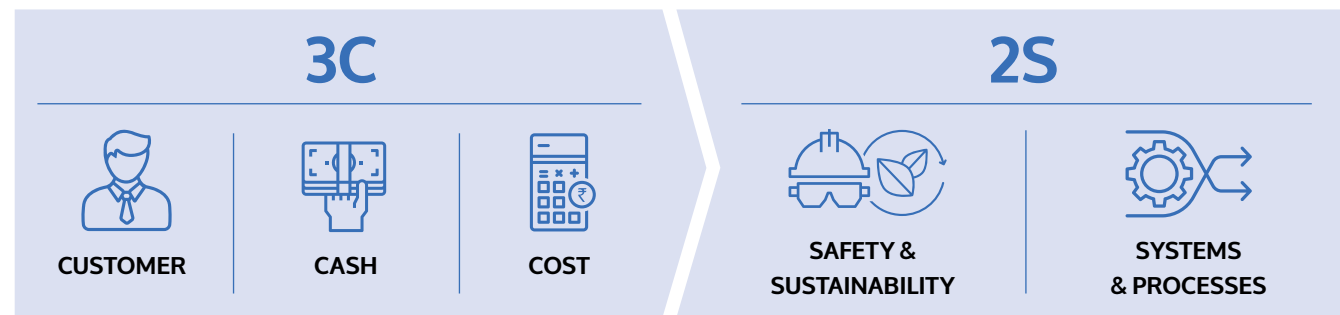 3C
CUSTOMER
CASH
COST
₹
2S
SAFETY &
SUSTAINABILITY
SYSTEMS
& PROCESSES